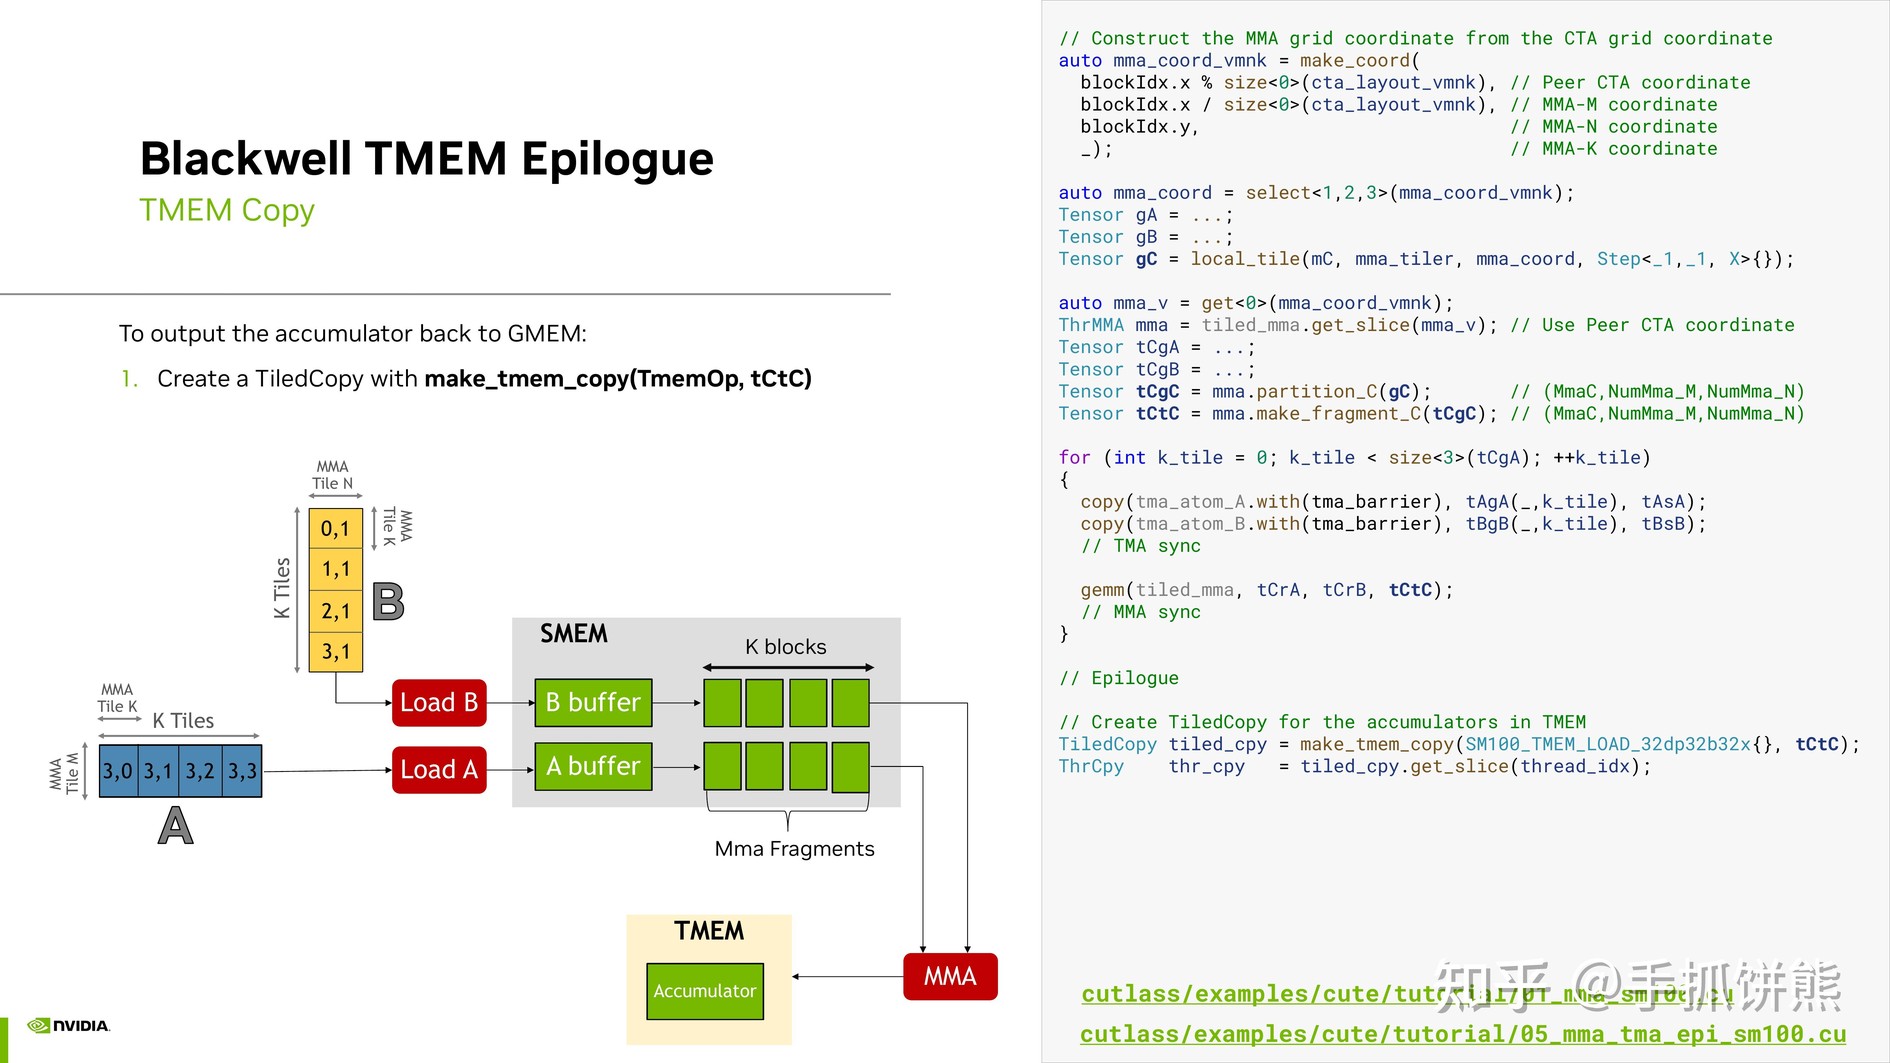 Blackwell TMEM Epilogue
TMEM Copy
To output the accumulator back to GMEM:
1. Create a TiledCopy with make_tmem_copy(TmemOp, tCtC)
MMA
Tile N
0,1
1,1
2,1
3,1
K Tiles
MMA
Tile K
B
MMA
Tile K
K Tiles
MMA
Tile M
3,0 3,1 3,2 3,3
A
Load B
Load A
SMEM
B buffer
A buffer
K blocks
Mma Fragments
TMEM
Accumulator
MMA
NVIDIA.
// Construct the MMA grid coordinate from the CTA grid coordinate
auto mma_coord_vmnk = make_coord(
  blockIdx.x % size<0>(cta_layout_vmnk), // Peer CTA coordinate
  blockIdx.x / size<0>(cta_layout_vmnk), // MMA-M coordinate
  blockIdx.y,                            // MMA-N coordinate
  _);                                    // MMA-K coordinate
auto mma_coord = select<1,2,3>(mma_coord_vmnk);
Tensor gA = ...;
Tensor gB = ...;
Tensor gC = local_tile(mC, mma_tiler, mma_coord, Step<_1,_1, X>{});
auto mma_v = get<0>(mma_coord_vmnk);
ThrMMA mma = tiled_mma.get_slice(mma_v); // Use Peer CTA coordinate
Tensor tCgA = ...;
Tensor tCgB = ...;
Tensor tCgC = mma.partition_C(gC);       // (MmaC,NumMma_M,NumMma_N)
Tensor tCtC = mma.make_fragment_C(tCgC); // (MmaC,NumMma_M,NumMma_N)
for (int k_tile = 0; k_tile < size<3>(tCgA); ++k_tile)
{
  copy(tma_atom_A.with(tma_barrier), tAgA(_,k_tile), tAsA);
  copy(tma_atom_B.with(tma_barrier), tBgB(_,k_tile), tBsB);
  // TMA sync
  gemm(tiled_mma, tCrA, tCrB, tCtC);
  // MMA sync
}
// Epilogue
// Create TiledCopy for the accumulators in TMEM
TiledCopy tiled_cpy = make_tmem_copy(SM100_TMEM_LOAD_32dp32b32x{}, tCtC);
ThrCpy    thr_cpy   = tiled_cpy.get_slice(thread_idx);
cutlass/examples/cute/tutorial/01_mma_sm100.cu
知乎 @手抓饼熊
cutlass/examples/cute/tutorial/05_mma_tma_epi_sm100.cu